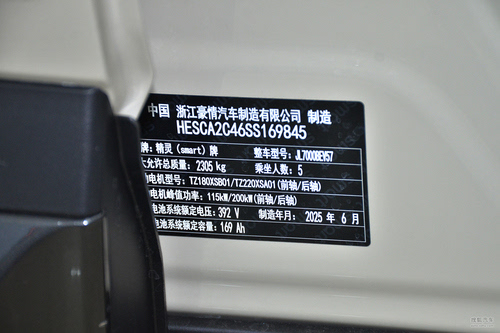 中国 浙江豪情汽车制造有限公司 制造
HESCA2C46SS169845
牌: 精灵 (smart) 牌 整车型号: JL7000BEV57
大允许总质量: 2305 kg 乘坐人数: 5
动电机型号: TZ180XSB01/TZ220XSA01(前轴/后轴)
动电机峰值功率: 115kW/200kW(前轴/后轴)
电池系统额定电压: 392 V 制造年月: 2025 年 6 月
电池系统额定容量: 169 Ah